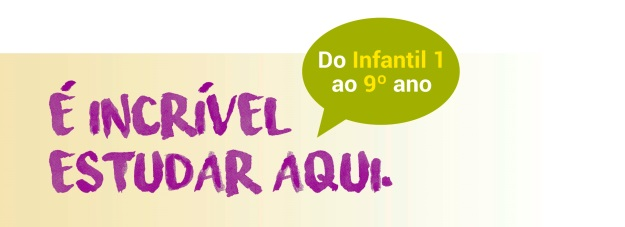 Do Infantil 1
ao 9º ano
É INCRÍVEL
ESTUDAR AQUI.